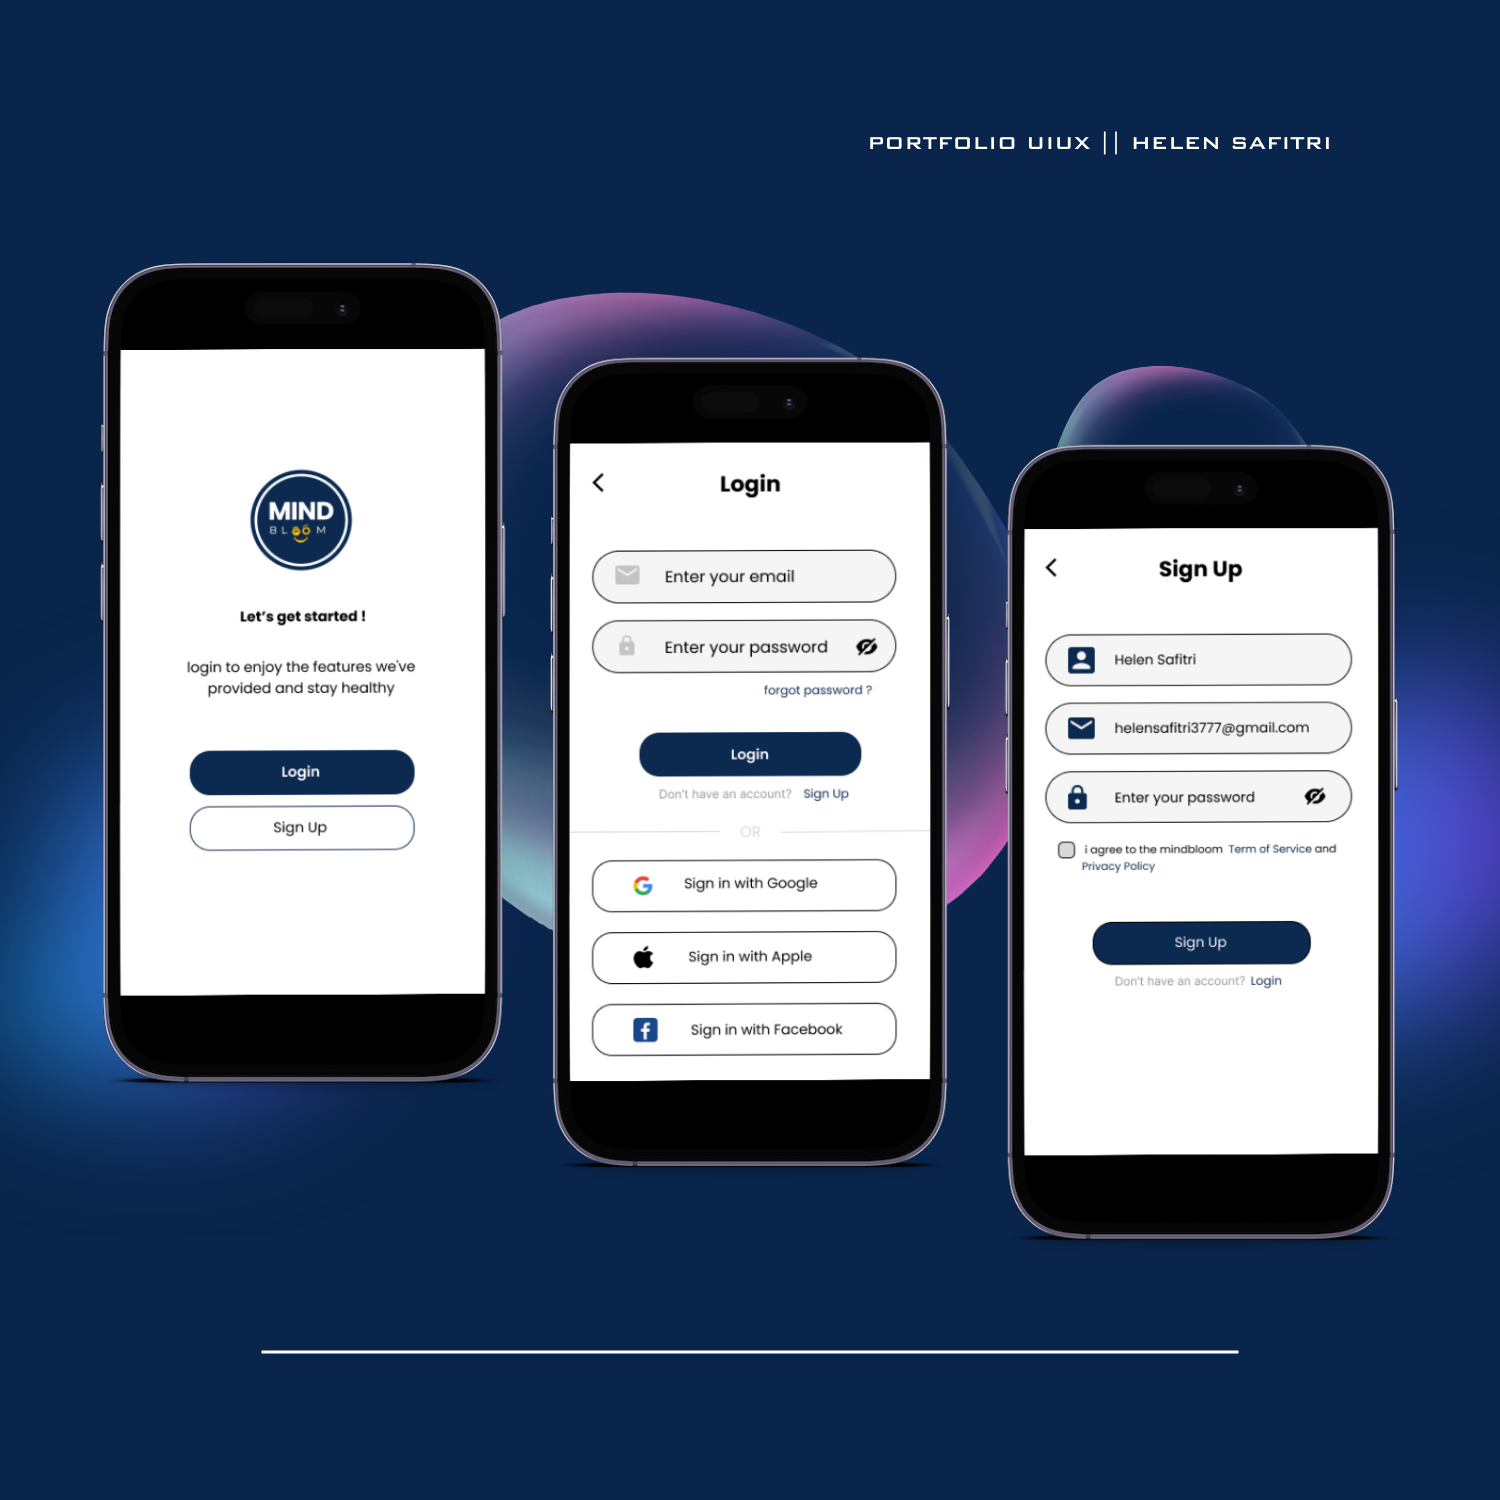 PORTFOLIO UIUX || HELEN SAFITRI
MIND
BLOOM
Let's get started !
login to enjoy the features we've
provided and stay healthy
Login
Sign Up
Login
Enter your email
Enter your password
forgot password ?
Login
Don't have an account? Sign Up
OR
Sign in with Google
Sign in with Apple
Sign in with Facebook
Sign Up
Helen Safitri
helensafitri3777@gmail.com
Enter your password
i agree to the mindbloom Term of Service and
Privacy Policy
Sign Up
Don't have an account? Login